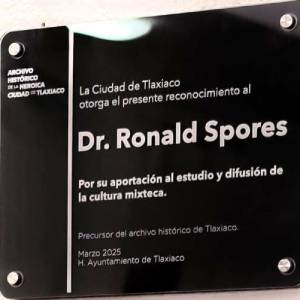 ARCHIVO
HISTÓRICO
DE LA HEROICA
CIUDAD DE TLAXIACO
La Ciudad de Tlaxiaco
otorga el presente reconocimiento al
Dr. Ronald Spores
Por su aportación al estudio y difusión de
la cultura mixteca.
Precursor del archivo histórico de Tlaxiaco.
Marzo 2025
H. Ayuntamiento de Tlaxiaco